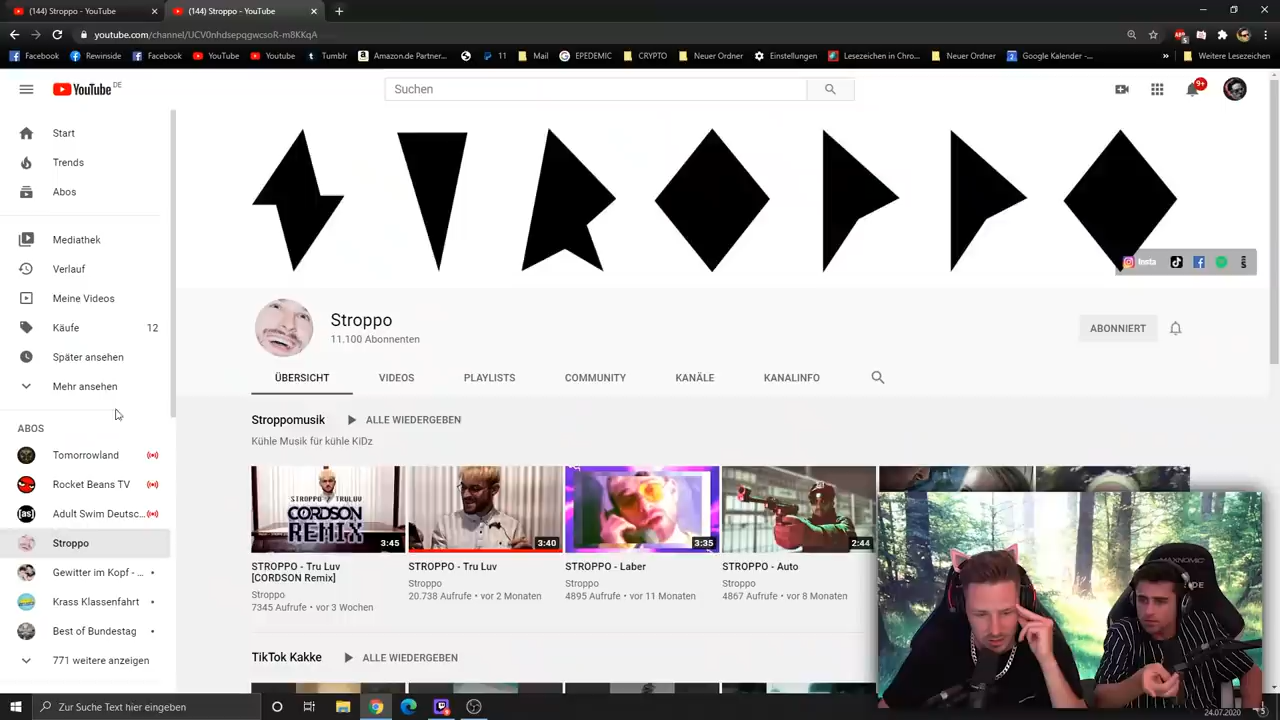 (144) Stroppo - YouTube
(144) Stroppo - YouTube
youtube.com/channel/UCV0nhdsepqgwcsoR-m8KKqA
Facebook
Rewinside
Facebook
YouTube
Youtube
Tumblr
Amazon.de Partner...
11
Mail
EPEDEMIC
CRYPTO
Neuer Ordner
Einstellungen
Lesezeichen in Chro...
Neuer Ordner
Google Kalender -...
»
Weitere Lesezeichen
YouTube DE
Suchen
9+
Start
Trends
Abos
Mediathek
Verlauf
Meine Videos
Käufe 12
Später ansehen
Mehr ansehen
ABOS
Tomorrowland
Rocket Beans TV
[as] Adult Swim Deutsc...
Stroppo
Gewitter im Kopf - ...
Krass Klassenfahrt
Best of Bundestag
771 weitere anzeigen
STROPPO
Insta
Stroppo
11.100 Abonnenten
ABONNIERT
ÜBERSICHT
VIDEOS
PLAYLISTS
COMMUNITY
KANÄLE
KANALINFO
Stroppomusik
ALLE WIEDERGEBEN
Kühle Musik für kühle KiDz
STROPPO / TRULUV
CORDSON
REMIX
3:45
3:40
3:35
2:44
STROPPO - Tru Luv
[CORDSON Remix]
Stroppo
7345 Aufrufe • vor 3 Wochen
STROPPO - Tru Luv
Stroppo
20.738 Aufrufe • vor 2 Monaten
STROPPO - Laber
Stroppo
4895 Aufrufe • vor 11 Monaten
STROPPO - Auto
Stroppo
4867 Aufrufe • vor 8 Monaten
TikTok Kakke
ALLE WIEDERGEBEN
MAXNOMIC
Zur Suche Text hier eingeben
24.07.2020